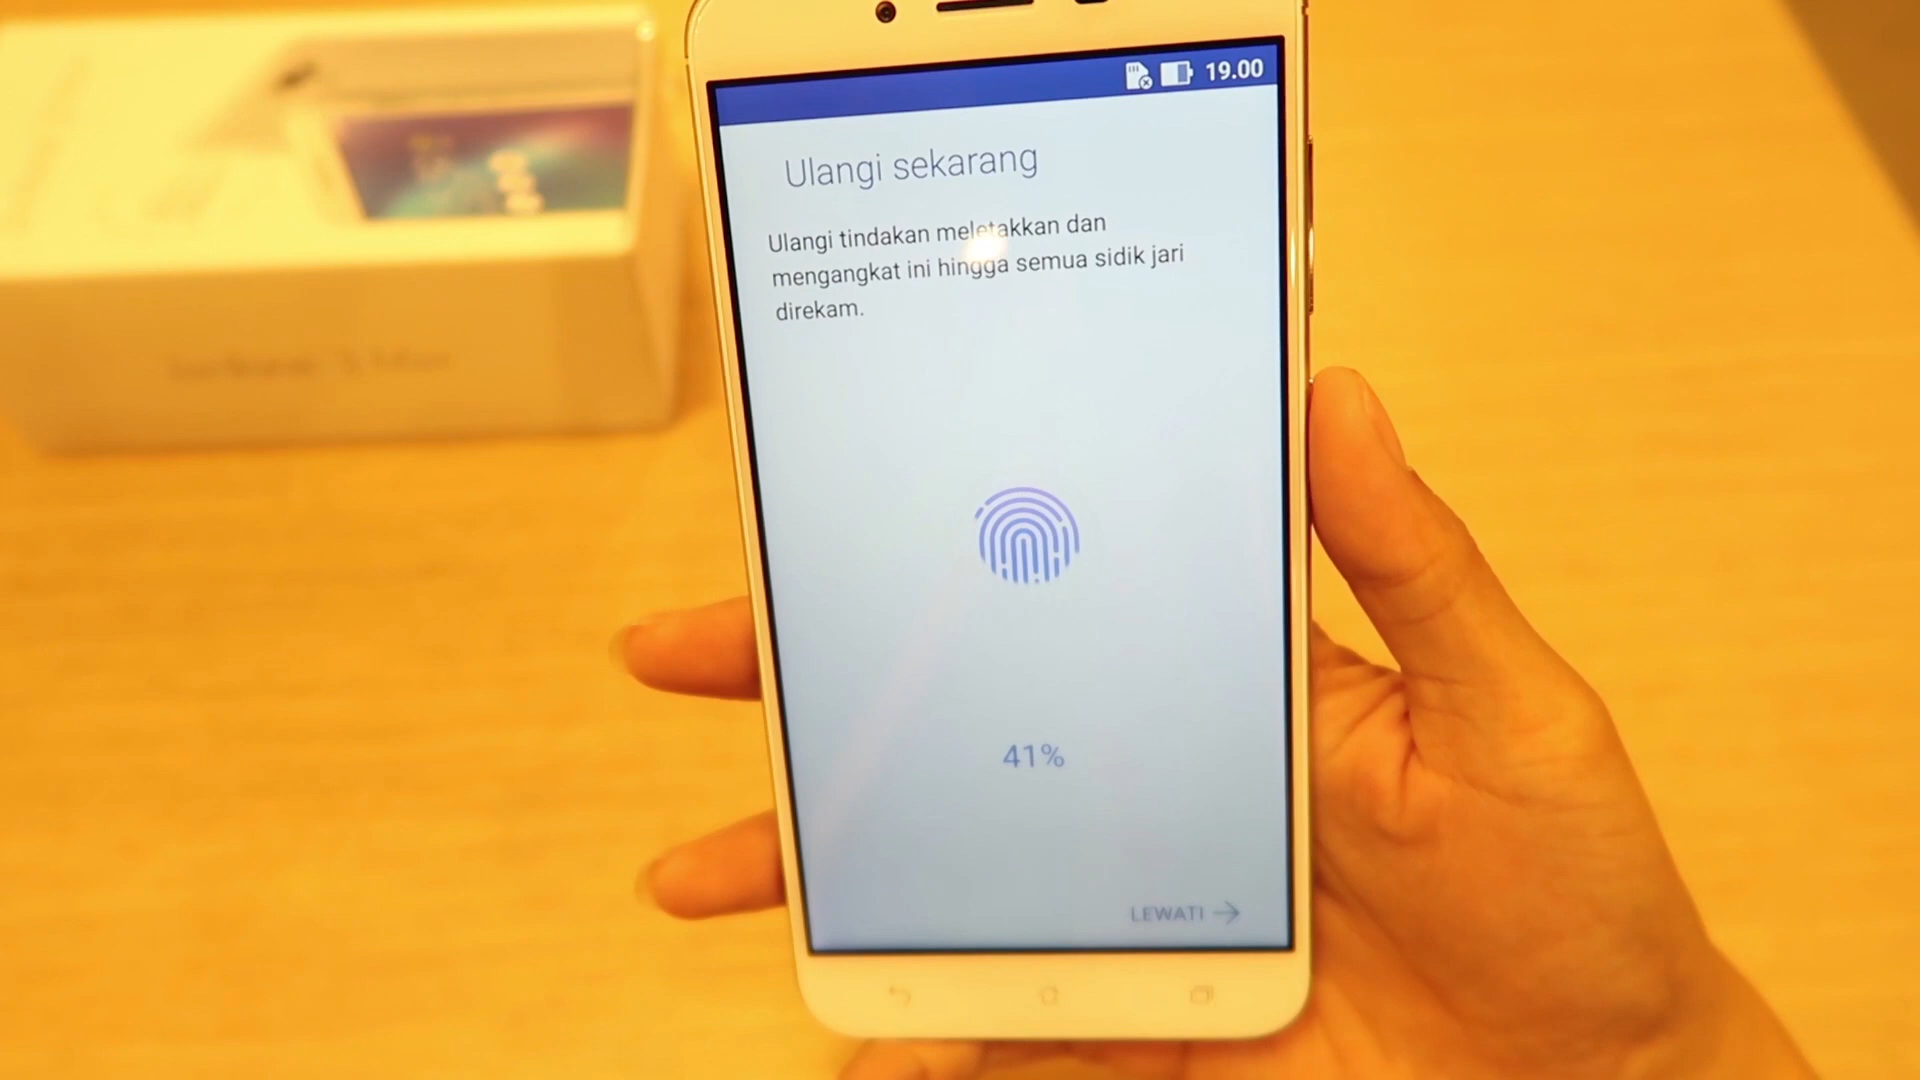 19.00
Ulangi sekarang
Ulangi tindakan meletakkan dan
mengangkat ini hingga semua sidik jari
direkam.
41%
LEWATI